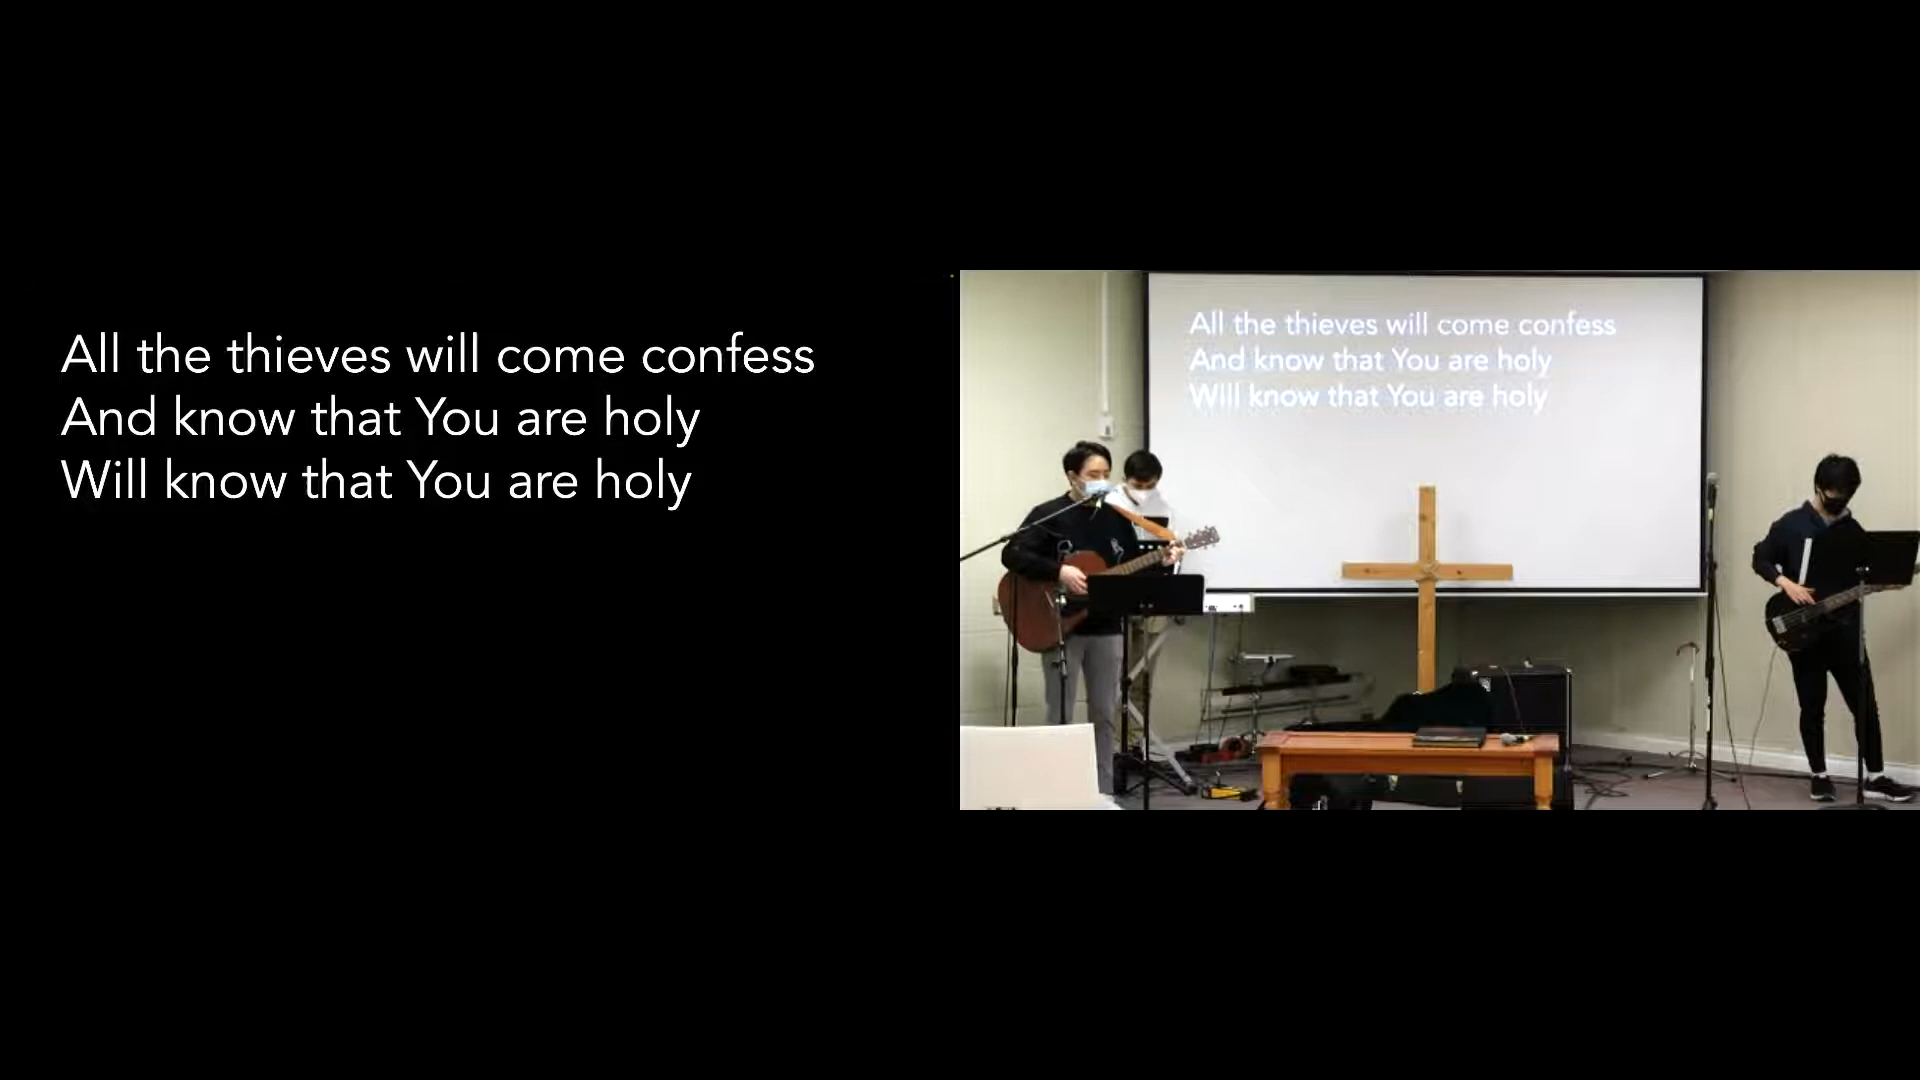 All the thieves will come confess
And know that You are holy
Will know that You are holy
All the thieves will come confess
And know that You are holy
Will know that You are holy